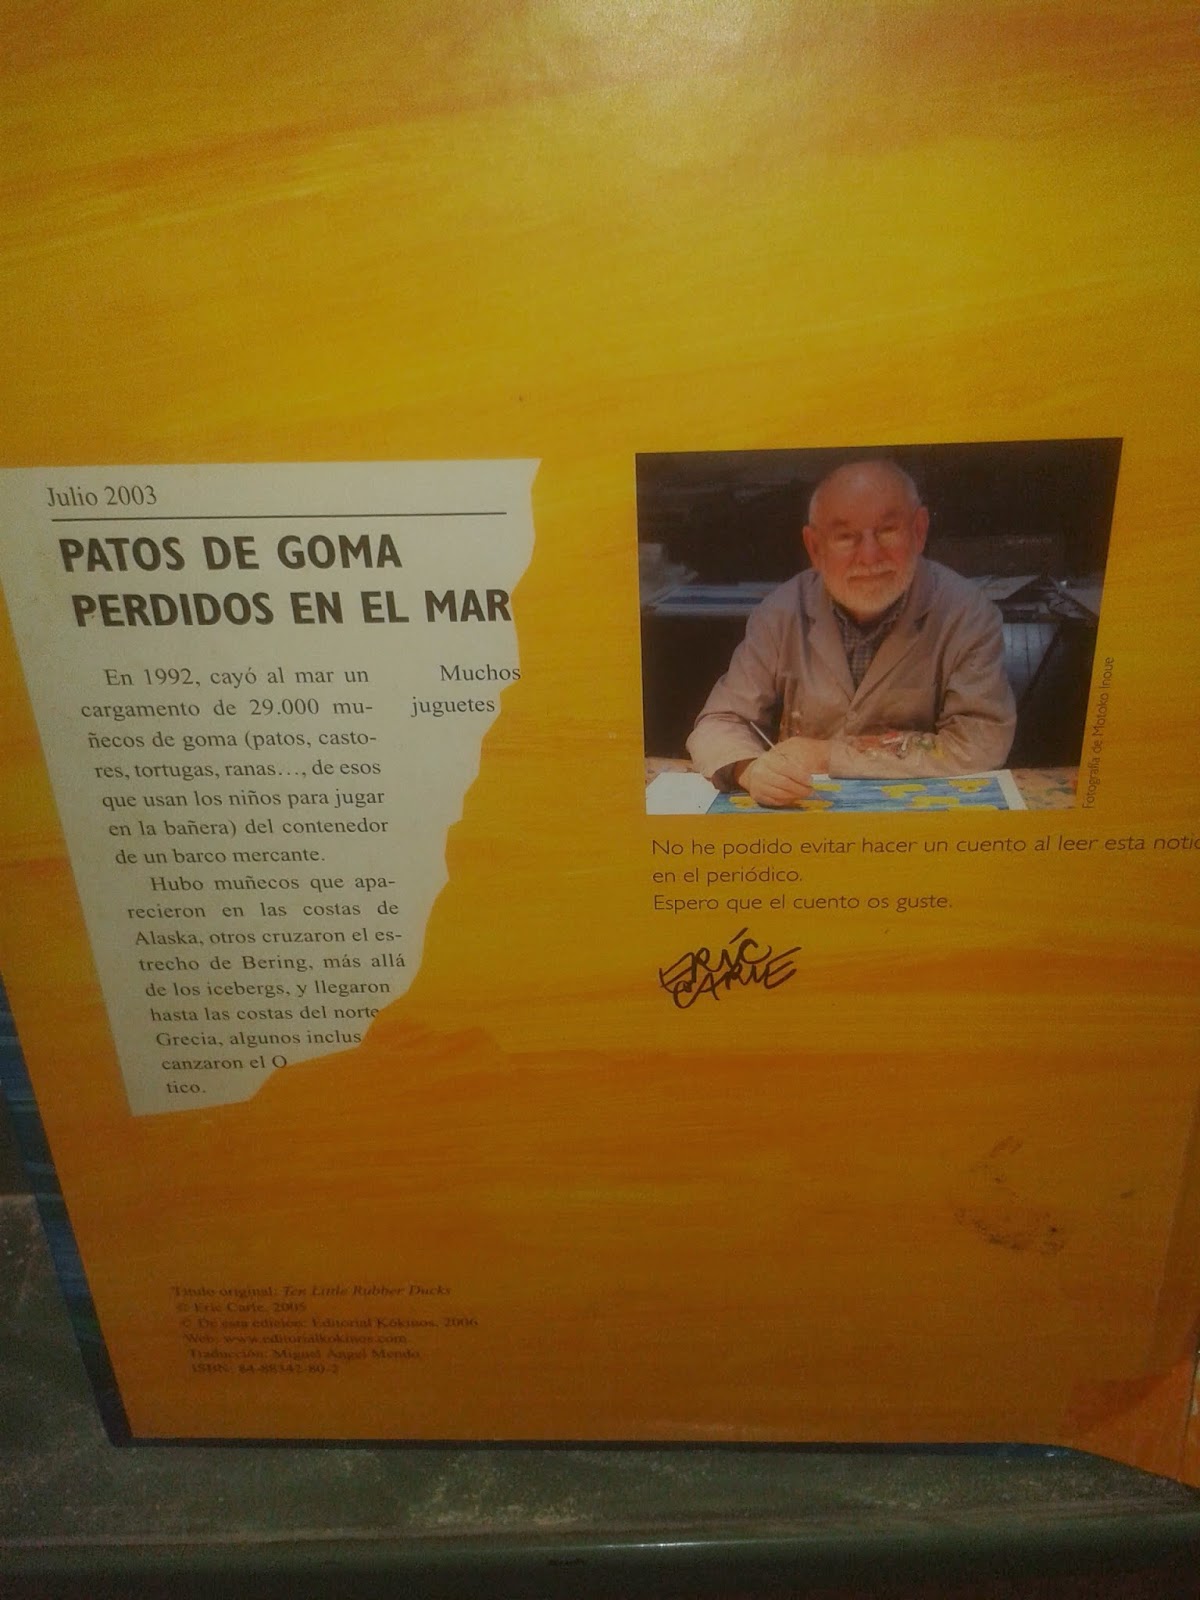 Julio 2003
PATOS DE GOMA
PERDIDOS EN EL MAR
En 1992, cayó al mar un
cargamento de 29.000 mu-
ñecos de goma (patos, casto-
res, tortugas, ranas…, de esos
que usan los niños para jugar
en la bañera) del contenedor
de un barco mercante.
Hubo muñecos que apa-
recieron en las costas de
Alaska, otros cruzaron el es-
trecho de Bering, más allá
de los icebergs, y llegaron
hasta las costas del norte
Grecia, algunos inclus
canzaron el O
tico.
Muchos
juguetes
Fotografía de Motoko Inoue
No he podido evitar hacer un cuento al leer esta notic
en el periódico.
Espero que el cuento os guste.
ERIC
CARLE
Título original: Ten Little Rubber Ducks
© Eric Carle, 2005
© De esta edición: Editorial Kókinos, 2006
Web: www.editorialkokinos.com
Traducción: Miguel Ángel Mendo
ISBN: 84-88342-80-2